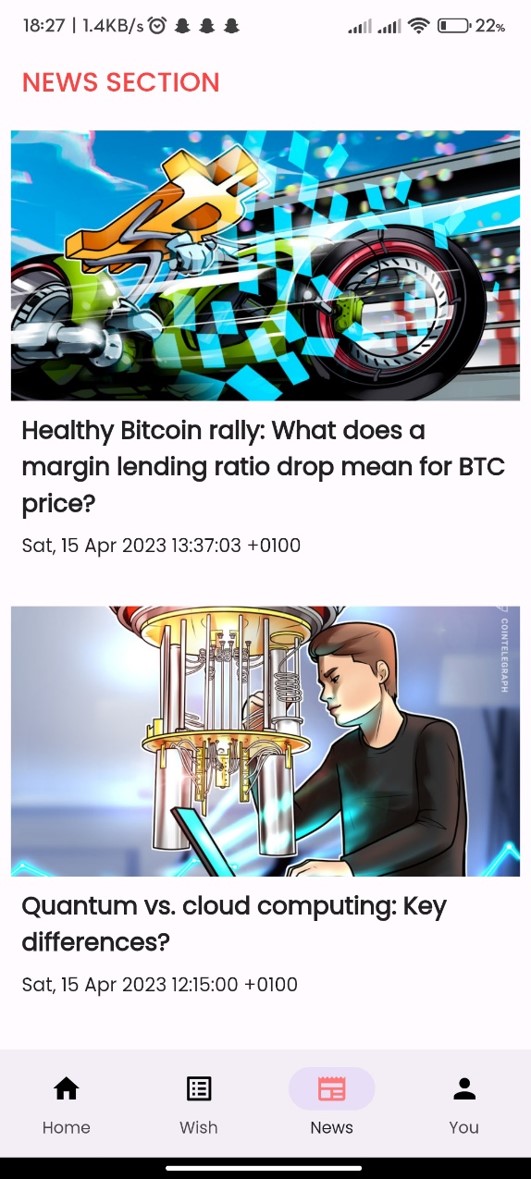 18:27 | 1.4KB/s 22%
NEWS SECTION
Healthy Bitcoin rally: What does a
margin lending ratio drop mean for BTC
price?
Sat, 15 Apr 2023 13:37:03 +0100
COINTELEGRAPH
Quantum vs. cloud computing: Key
differences?
Sat, 15 Apr 2023 12:15:00 +0100
Home Wish News You